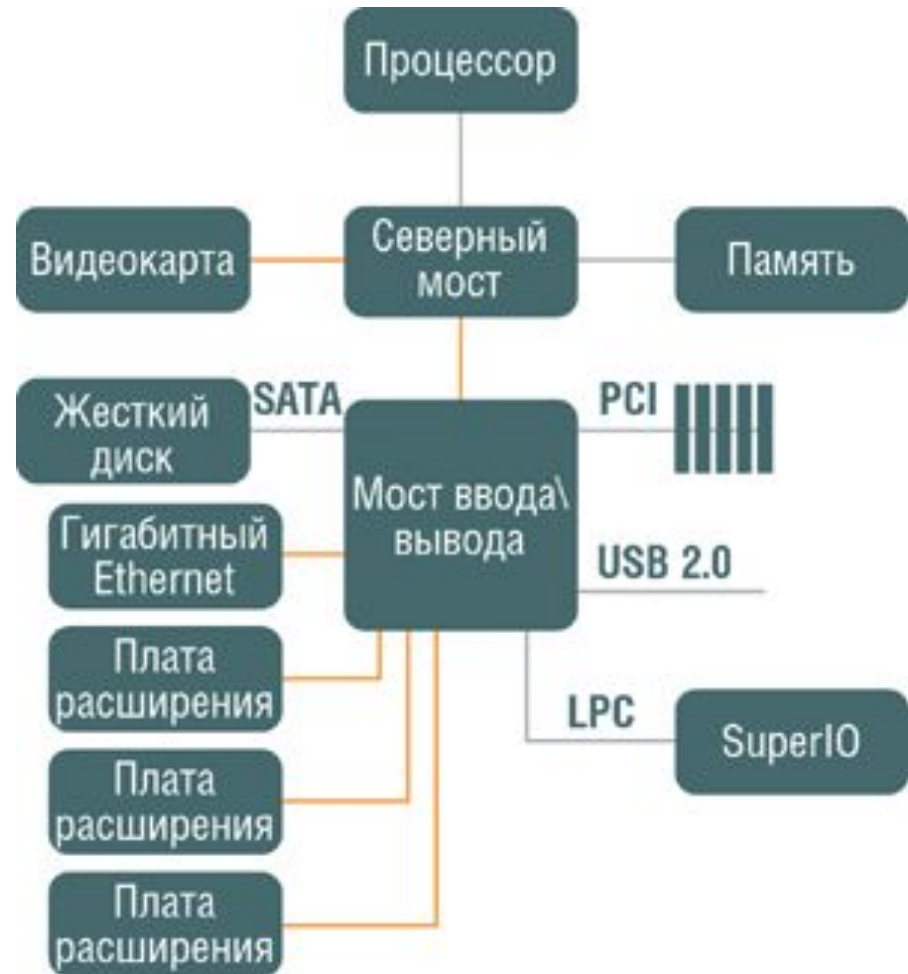 Процессор
Видеокарта
Северный
мост
Память
Жесткий
диск
SATA
PCI
Мост ввода\
вывода
Гигабитный
Ethernet
USB 2.0
Плата
расширения
LPC
SuperIO
Плата
расширения
Плата
расширения